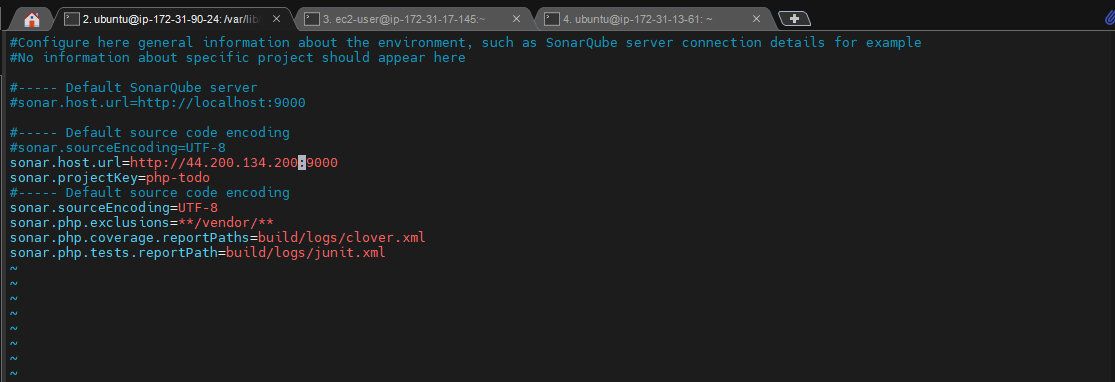 2. ubuntu@ip-172-31-90-24: /var/lib
3. ec2-user@ip-172-31-17-145:~
4. ubuntu@ip-172-31-13-61: ~
#Configure here general information about the environment, such as SonarQube server connection details for example
#No information about specific project should appear here
#----- Default SonarQube server
#sonar.host.url=http://localhost:9000
#----- Default source code encoding
#sonar.sourceEncoding=UTF-8
sonar.host.url=http://44.200.134.200:9000
sonar.projectKey=php-todo
#----- Default source code encoding
sonar.sourceEncoding=UTF-8
sonar.php.exclusions=**/vendor/**
sonar.php.coverage.reportPaths=build/logs/clover.xml
sonar.php.tests.reportPath=build/logs/junit.xml
~
~
~
~
~
~
~
~